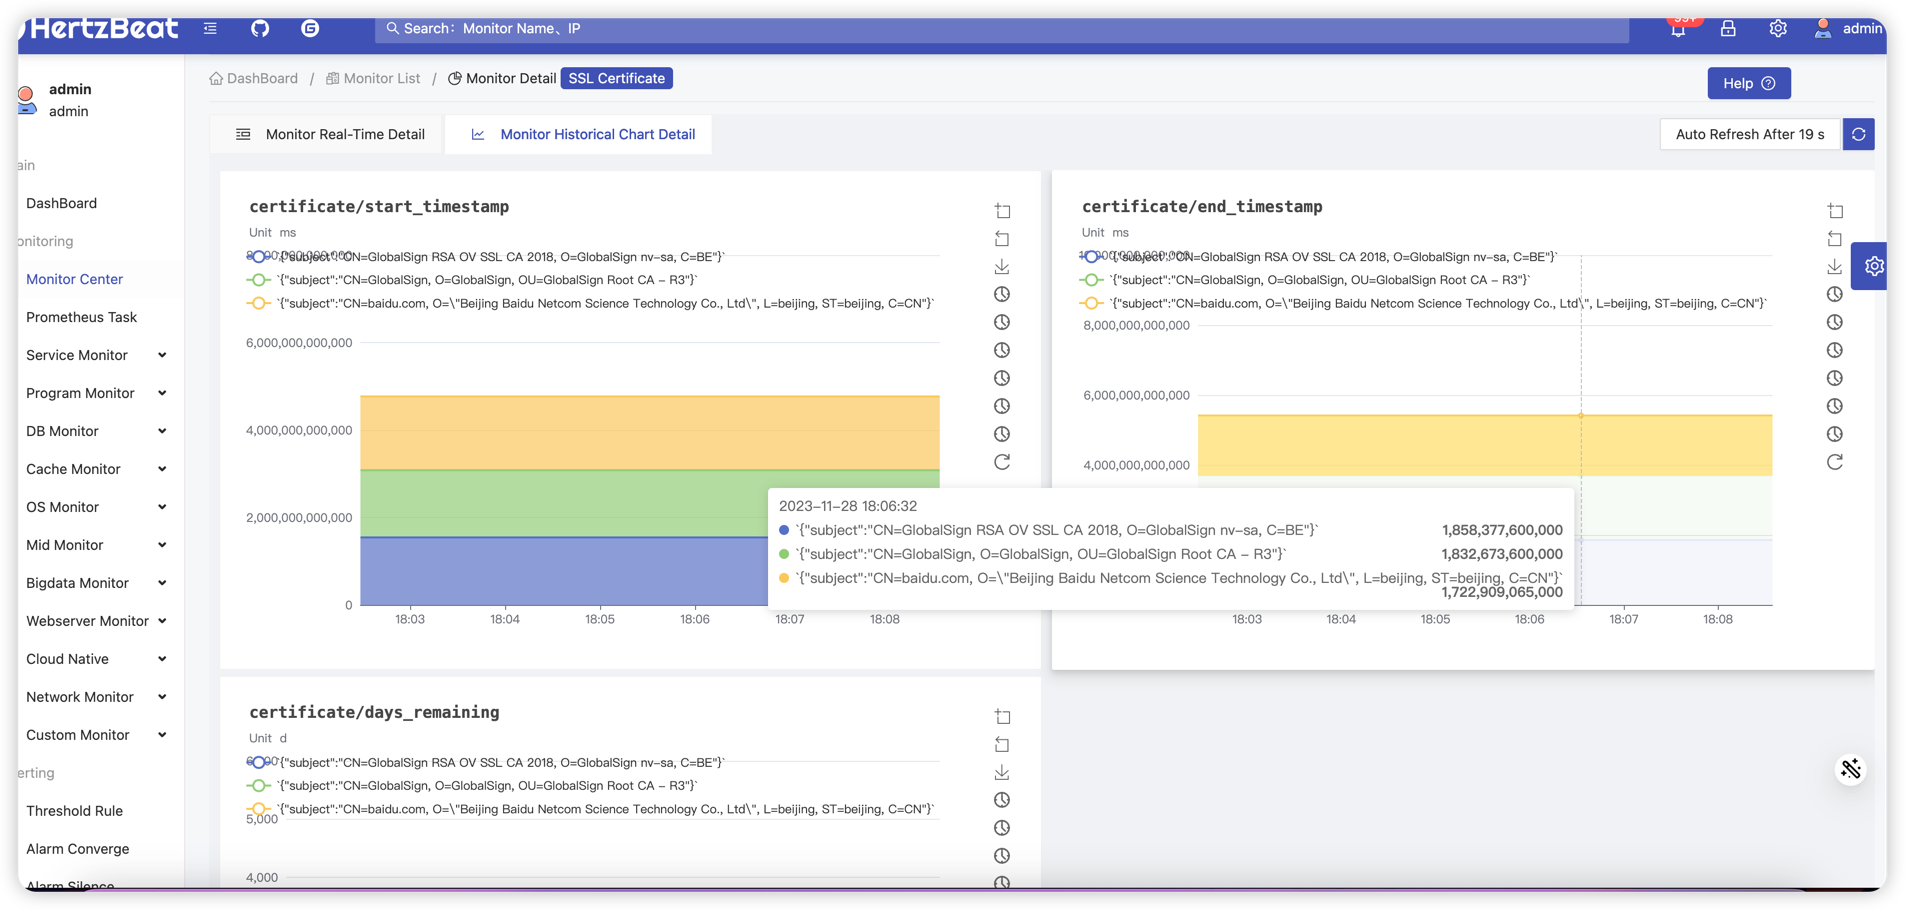 HertzBeat
Search: Monitor Name、IP
99+
admin
admin
admin
DashBoard / Monitor List / Monitor Detail SSL Certificate
Help
Monitor Real-Time Detail
Monitor Historical Chart Detail
Auto Refresh After 19 s
ain
DashBoard
onitoring
Monitor Center
Prometheus Task
Service Monitor
Program Monitor
DB Monitor
Cache Monitor
OS Monitor
Mid Monitor
Bigdata Monitor
Webserver Monitor
Cloud Native
Network Monitor
Custom Monitor
erting
Threshold Rule
Alarm Converge
Alarm Silence
certificate/start_timestamp
Unit ms
`{"subject":"CN=GlobalSign RSA OV SSL CA 2018, O=GlobalSign nv-sa, C=BE"}`
`{"subject":"CN=GlobalSign, O=GlobalSign, OU=GlobalSign Root CA - R3"}`
`{"subject":"CN=baidu.com, O=\"Beijing Baidu Netcom Science Technology Co., Ltd\", L=beijing, ST=beijing, C=CN"}`
6,000,000,000,000
4,000,000,000,000
2,000,000,000,000
0
18:03 18:04 18:05 18:06 18:07 18:08
certificate/end_timestamp
Unit ms
`{"subject":"CN=GlobalSign RSA OV SSL CA 2018, O=GlobalSign nv-sa, C=BE"}`
`{"subject":"CN=GlobalSign, O=GlobalSign, OU=GlobalSign Root CA - R3"}`
`{"subject":"CN=baidu.com, O=\"Beijing Baidu Netcom Science Technology Co., Ltd\", L=beijing, ST=beijing, C=CN"}`
8,000,000,000,000
6,000,000,000,000
4,000,000,000,000
18:03 18:04 18:05 18:06 18:07 18:08
2023-11-28 18:06:32
`{"subject":"CN=GlobalSign RSA OV SSL CA 2018, O=GlobalSign nv-sa, C=BE"}` 1,858,377,600,000
`{"subject":"CN=GlobalSign, O=GlobalSign, OU=GlobalSign Root CA - R3"}` 1,832,673,600,000
`{"subject":"CN=baidu.com, O=\"Beijing Baidu Netcom Science Technology Co., Ltd\", L=beijing, ST=beijing, C=CN"}`
1,722,909,065,000
certificate/days_remaining
Unit d
`{"subject":"CN=GlobalSign RSA OV SSL CA 2018, O=GlobalSign nv-sa, C=BE"}`
`{"subject":"CN=GlobalSign, O=GlobalSign, OU=GlobalSign Root CA - R3"}`
`{"subject":"CN=baidu.com, O=\"Beijing Baidu Netcom Science Technology Co., Ltd\", L=beijing, ST=beijing, C=CN"}`
5,000
4,000